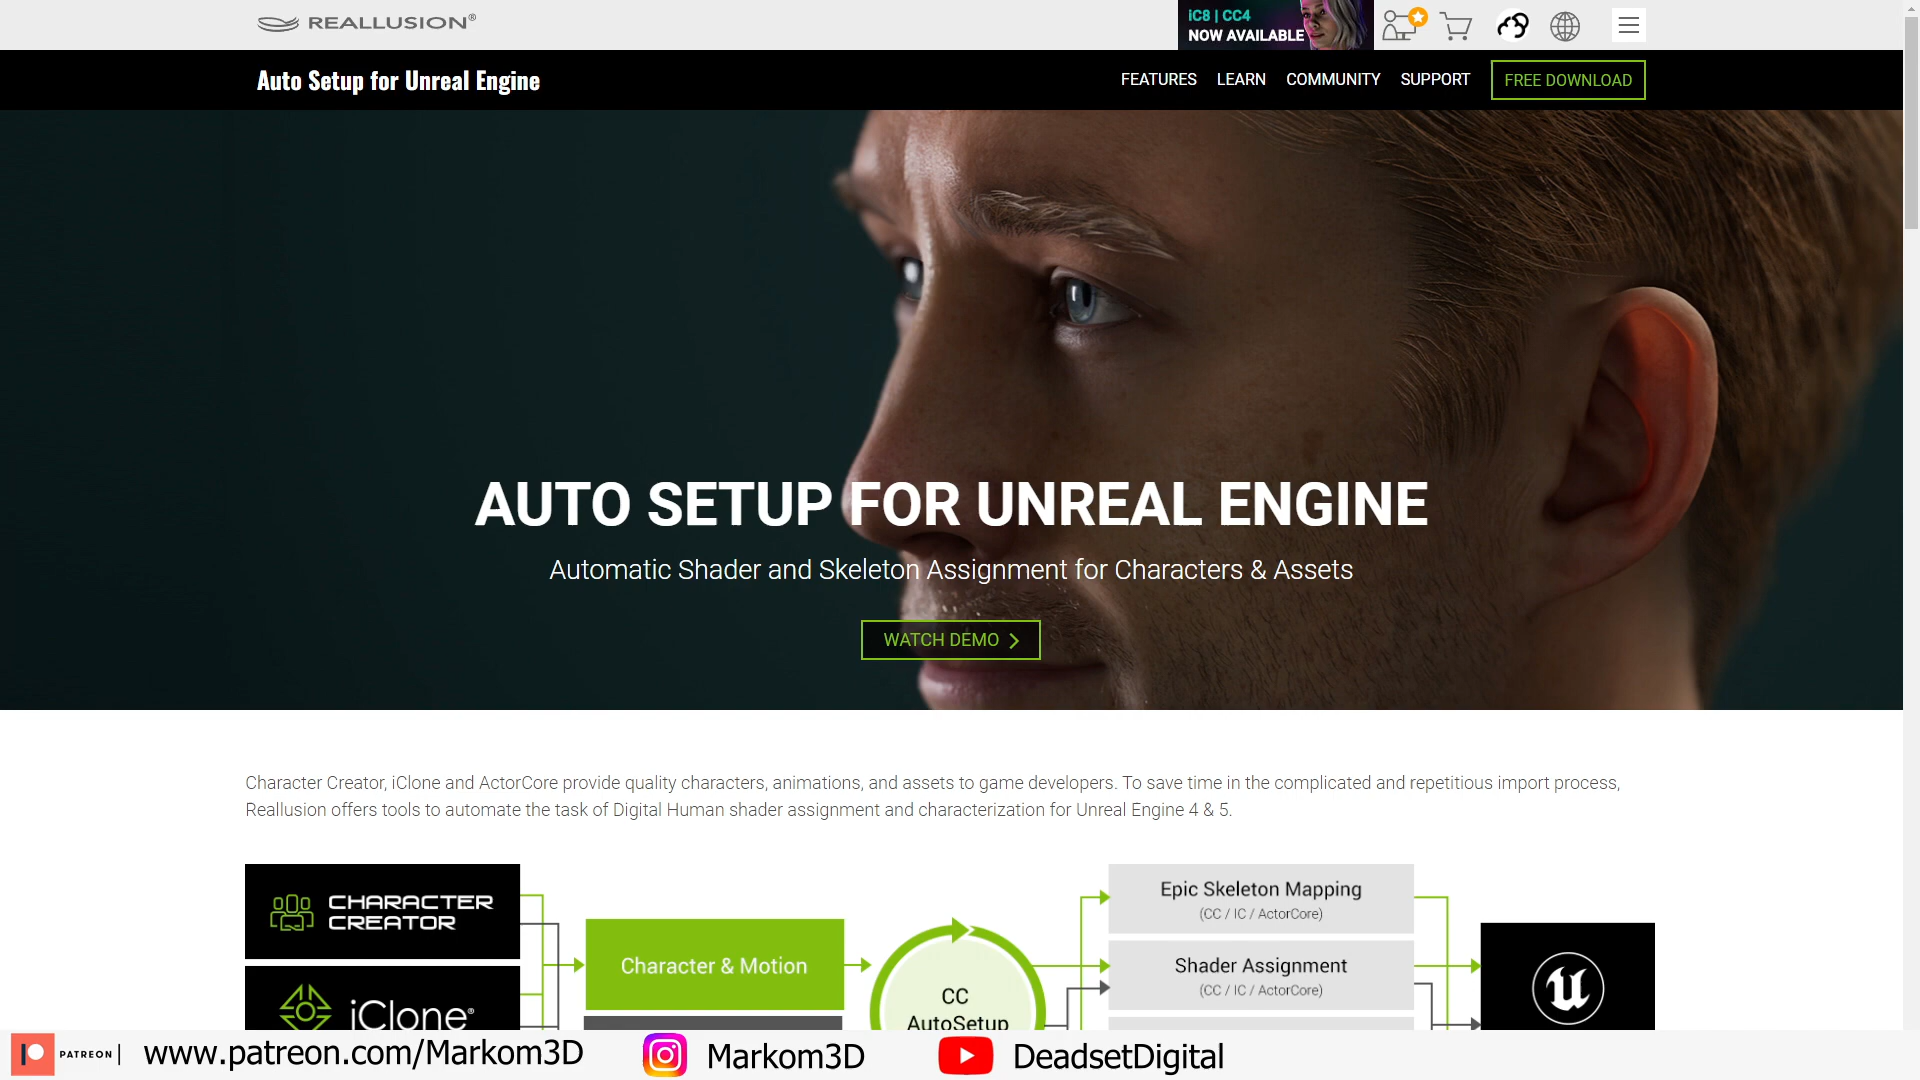 REALLUSION®
iC8 | CC4
NOW AVAILABLE
Auto Setup for Unreal Engine
FEATURES LEARN COMMUNITY SUPPORT FREE DOWNLOAD
AUTO SETUP FOR UNREAL ENGINE
Automatic Shader and Skeleton Assignment for Characters & Assets
WATCH DEMO
Character Creator, iClone and ActorCore provide quality characters, animations, and assets to game developers. To save time in the complicated and repetitious import process,
Reallusion offers tools to automate the task of Digital Human shader assignment and characterization for Unreal Engine 4 & 5.
CHARACTER
CREATOR
iClone®
Character & Motion
CC
AutoSetup
Epic Skeleton Mapping
(CC / IC / ActorCore)
Shader Assignment
(CC / IC / ActorCore)
PATREON | www.patreon.com/Markom3D Markom3D DeadsetDigital